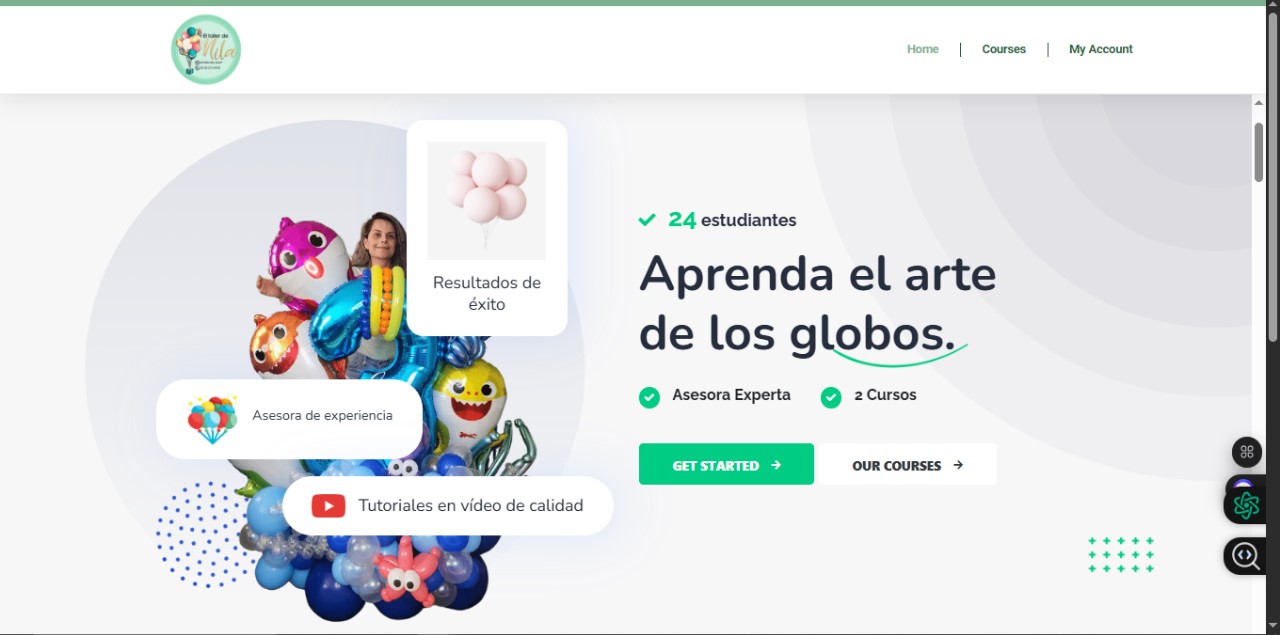 El taller de
Nila
Home
Courses
My Account
Resultados de
éxito
Asesora de experiencia
Tutoriales en vídeo de calidad
24 estudiantes
Aprenda el arte
de los globos.
Asesora Experta
2 Cursos
GET STARTED
OUR COURSES